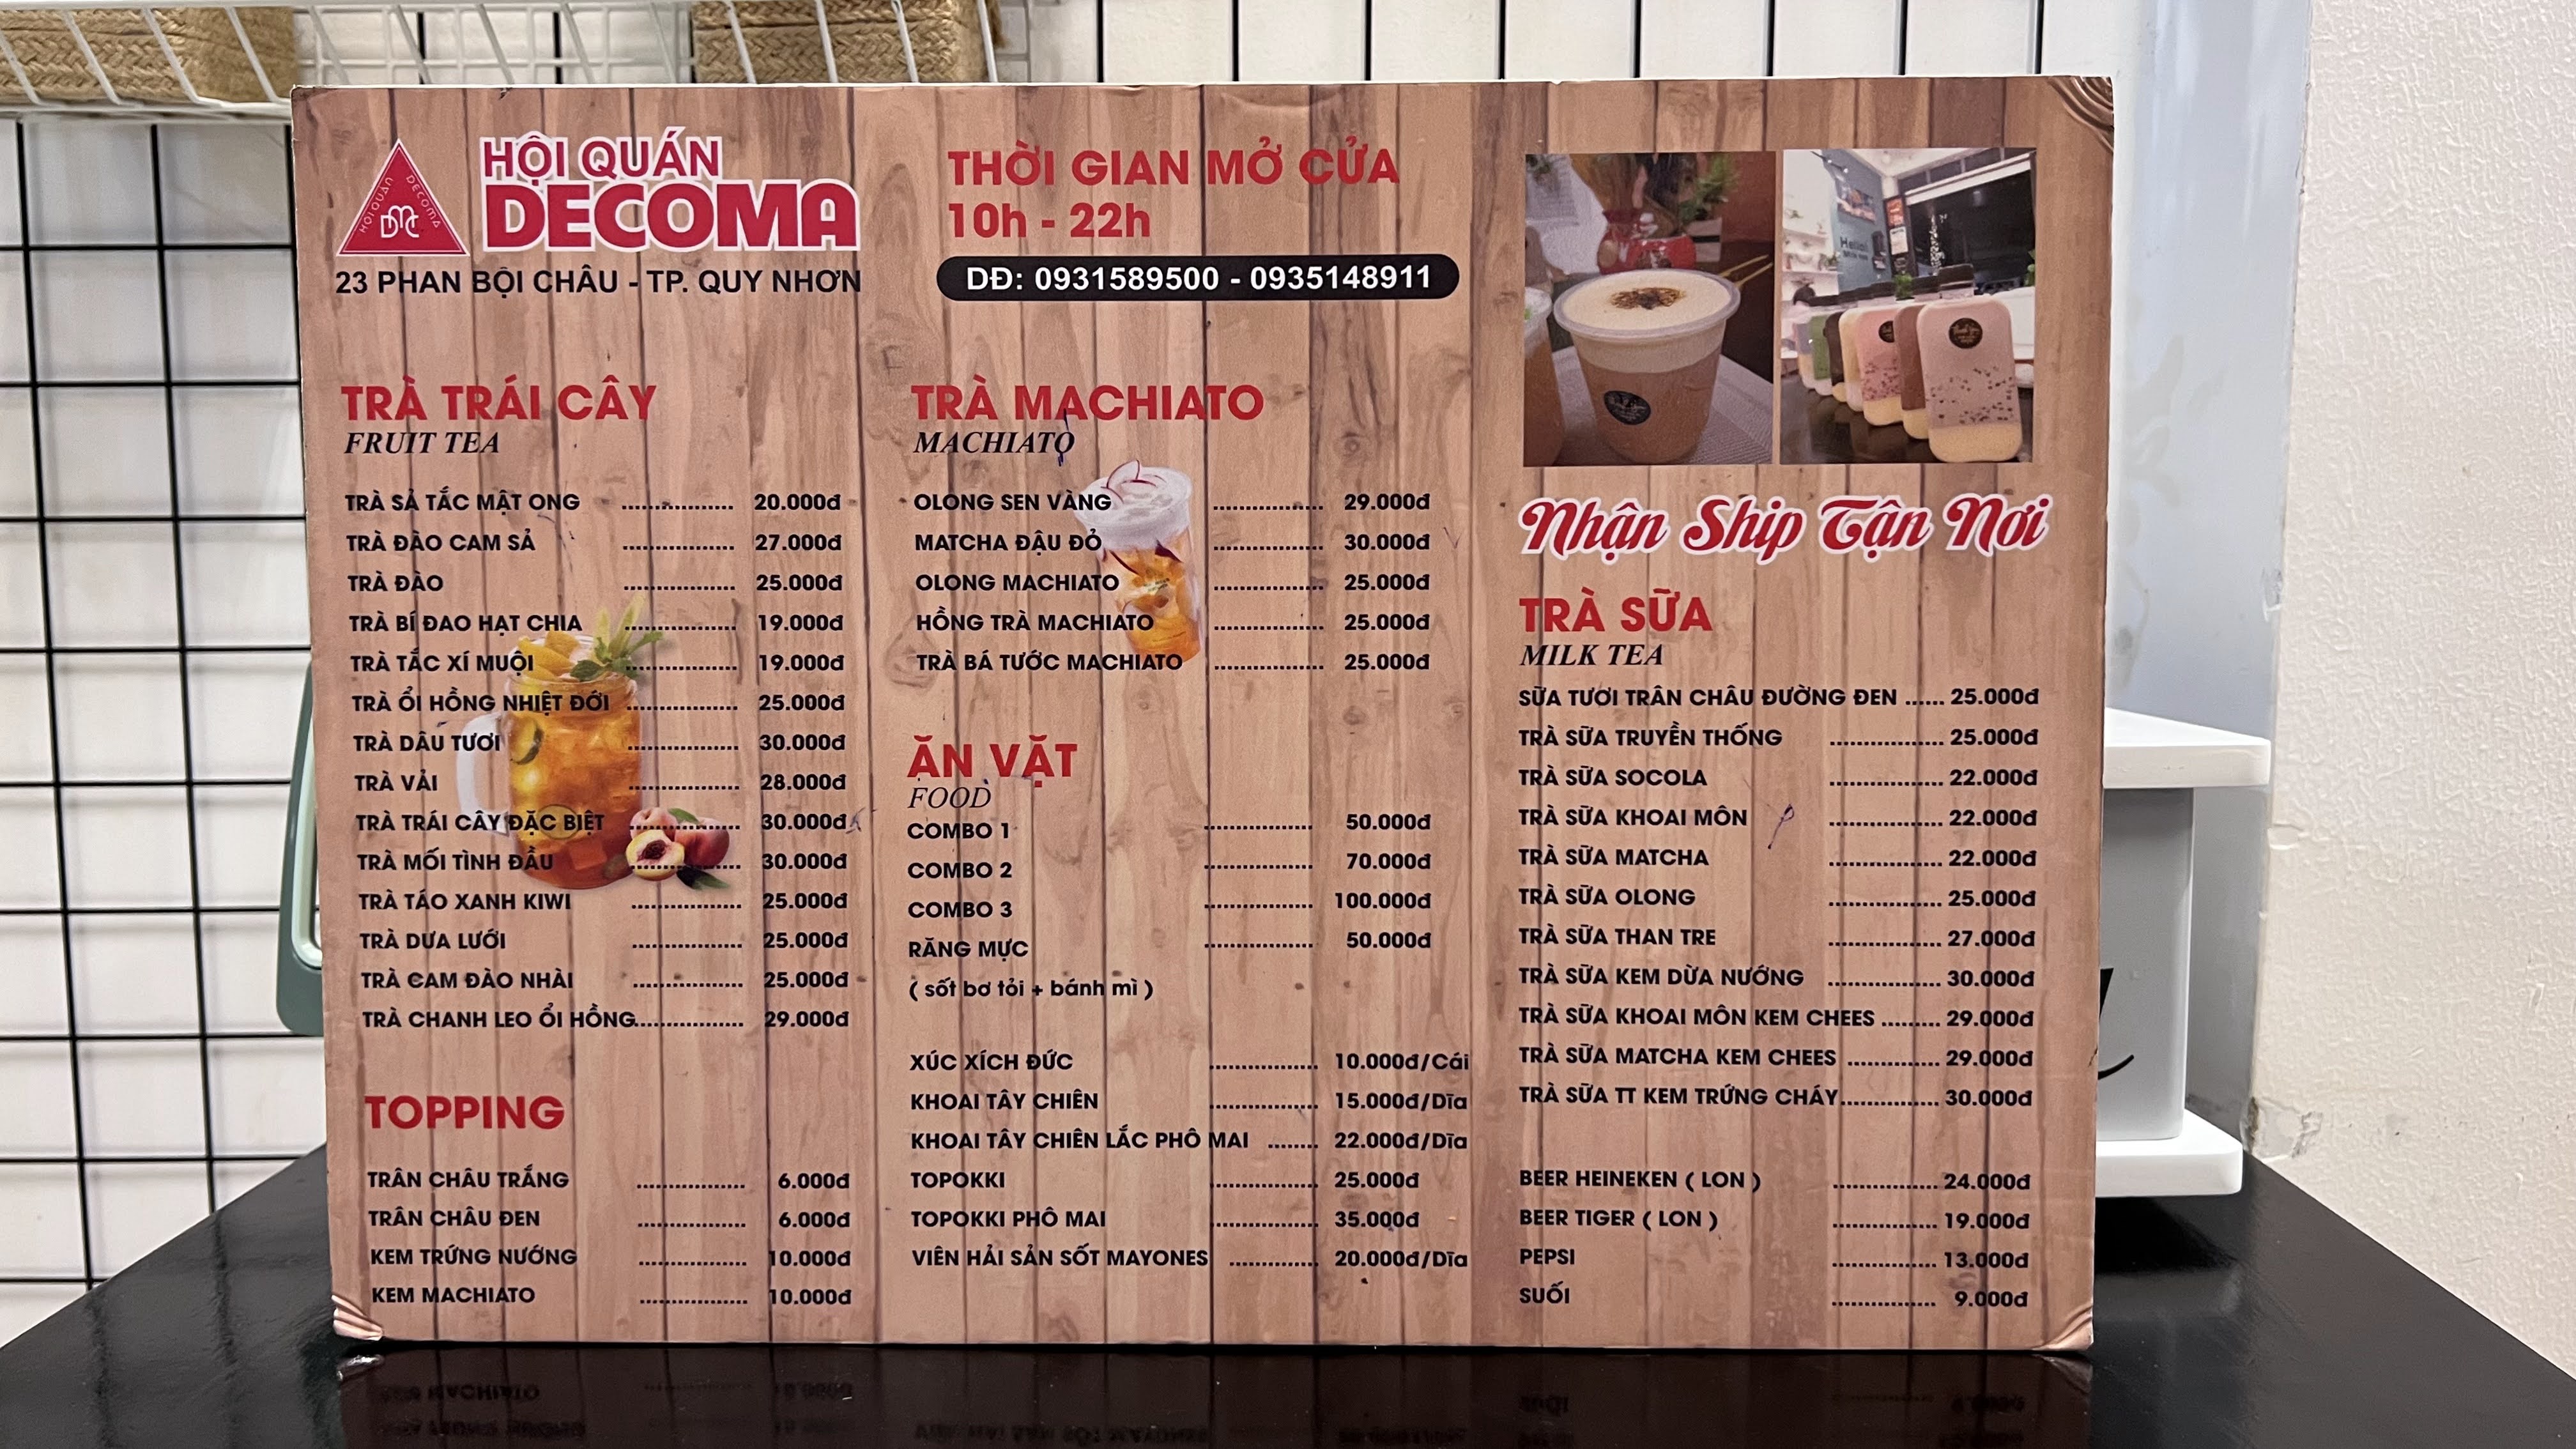 HỘI QUÁN
DECOMA
HOIQUAN DECOMA
DMC
23 PHAN BỘI CHÂU - TP. QUY NHƠN
THỜI GIAN MỞ CỬA
10h - 22h
DĐ: 0931589500 - 0935148911
TRÀ TRÁI CÂY
FRUIT TEA
TRÀ SẢ TẮC MẬT ONG ................. 20.000đ
TRÀ ĐÀO CAM SẢ ................. 27.000đ
TRÀ ĐÀO ................. 25.000đ
TRÀ BÍ ĐAO HẠT CHIA ................. 19.000đ
TRÀ TẮC XÍ MUỘI ................. 19.000đ
TRÀ ỔI HỒNG NHIỆT ĐỚI ................. 25.000đ
TRÀ DÂU TƯƠI ................. 30.000đ
TRÀ VẢI ................. 28.000đ
TRÀ TRÁI CÂY ĐẶC BIỆT ................. 30.000đ
TRÀ MỐI TÌNH ĐẦU ................. 30.000đ
TRÀ TÁO XANH KIWI ................. 25.000đ
TRÀ DƯA LƯỚI ................. 25.000đ
TRÀ CAM ĐÀO NHÀI ................. 25.000đ
TRÀ CHANH LEO ỔI HỒNG................. 29.000đ
TOPPING
TRÂN CHÂU TRẮNG ................. 6.000đ
TRÂN CHÂU ĐEN ................. 6.000đ
KEM TRỨNG NƯỚNG ................. 10.000đ
KEM MACHIATO ................. 10.000đ
TRÀ MACHIATO
MACHIATO
OLONG SEN VÀNG ................. 29.000đ
MATCHA ĐẬU ĐỎ ................. 30.000đ
OLONG MACHIATO ................. 25.000đ
HỒNG TRÀ MACHIATO ................. 25.000đ
TRÀ BÁ TƯỚC MACHIATO ................. 25.000đ
ĂN VẶT
FOOD
COMBO 1 ................. 50.000đ
COMBO 2 ................. 70.000đ
COMBO 3 ................. 100.000đ
RĂNG MỰC ................. 50.000đ
( sốt bơ tỏi + bánh mì )
XÚC XÍCH ĐỨC ................. 10.000đ/Cái
KHOAI TÂY CHIÊN ................. 15.000đ/Dĩa
KHOAI TÂY CHIÊN LẮC PHÔ MAI ........ 22.000đ/Dĩa
TOPOKKI ................. 25.000đ
TOPOKKI PHÔ MAI ................. 35.000đ
VIÊN HẢI SẢN SỐT MAYONES .............. 20.000đ/Dĩa
Nhận Ship Tận Nơi
TRÀ SỮA
MILK TEA
SỮA TƯƠI TRÂN CHÂU ĐƯỜNG ĐEN ...... 25.000đ
TRÀ SỮA TRUYỀN THỐNG ................. 25.000đ
TRÀ SỮA SOCOLA ................. 22.000đ
TRÀ SỮA KHOAI MÔN ................. 22.000đ
TRÀ SỮA MATCHA ................. 22.000đ
TRÀ SỮA OLONG ................. 25.000đ
TRÀ SỮA THAN TRE ................. 27.000đ
TRÀ SỮA KEM DỪA NƯỚNG ................. 30.000đ
TRÀ SỮA KHOAI MÔN KEM CHEES ......... 29.000đ
TRÀ SỮA MATCHA KEM CHEES .............. 29.000đ
TRÀ SỮA TT KEM TRỨNG CHÁY............... 30.000đ
BEER HEINEKEN ( LON ) ................. 24.000đ
BEER TIGER ( LON ) ................. 19.000đ
PEPSI ................. 13.000đ
SUỐI ................. 9.000đ